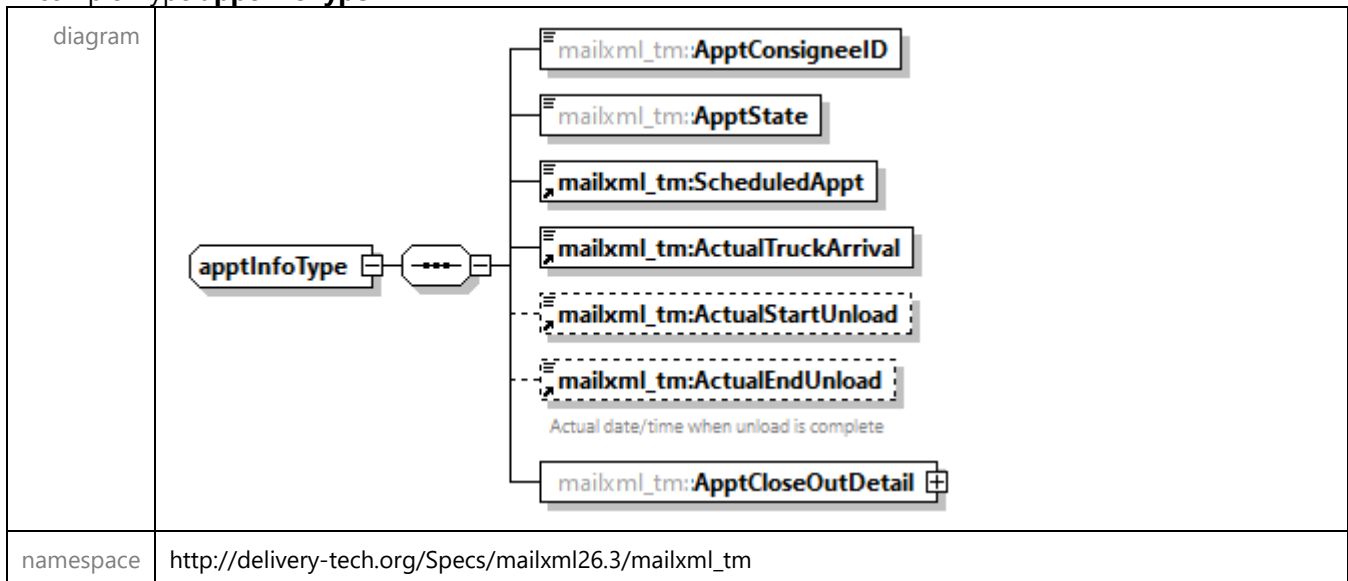 diagram
mailxml_tm::ApptConsigneeID
mailxml_tm::ApptState
mailxml_tm:ScheduledAppt
apptInfoType
mailxml_tm:ActualTruckArrival
mailxml_tm:ActualStartUnload
mailxml_tm:ActualEndUnload
Actual date/time when unload is complete
mailxml_tm::ApptCloseOutDetail
namespace
http://delivery-tech.org/Specs/mailxml26.3/mailxml_tm